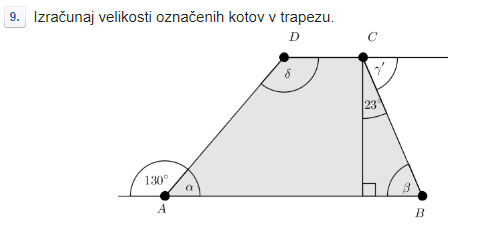 9. Izračunaj velikosti označenih kotov v trapezu.
D C
δ γ′
23°
130° α β
A B